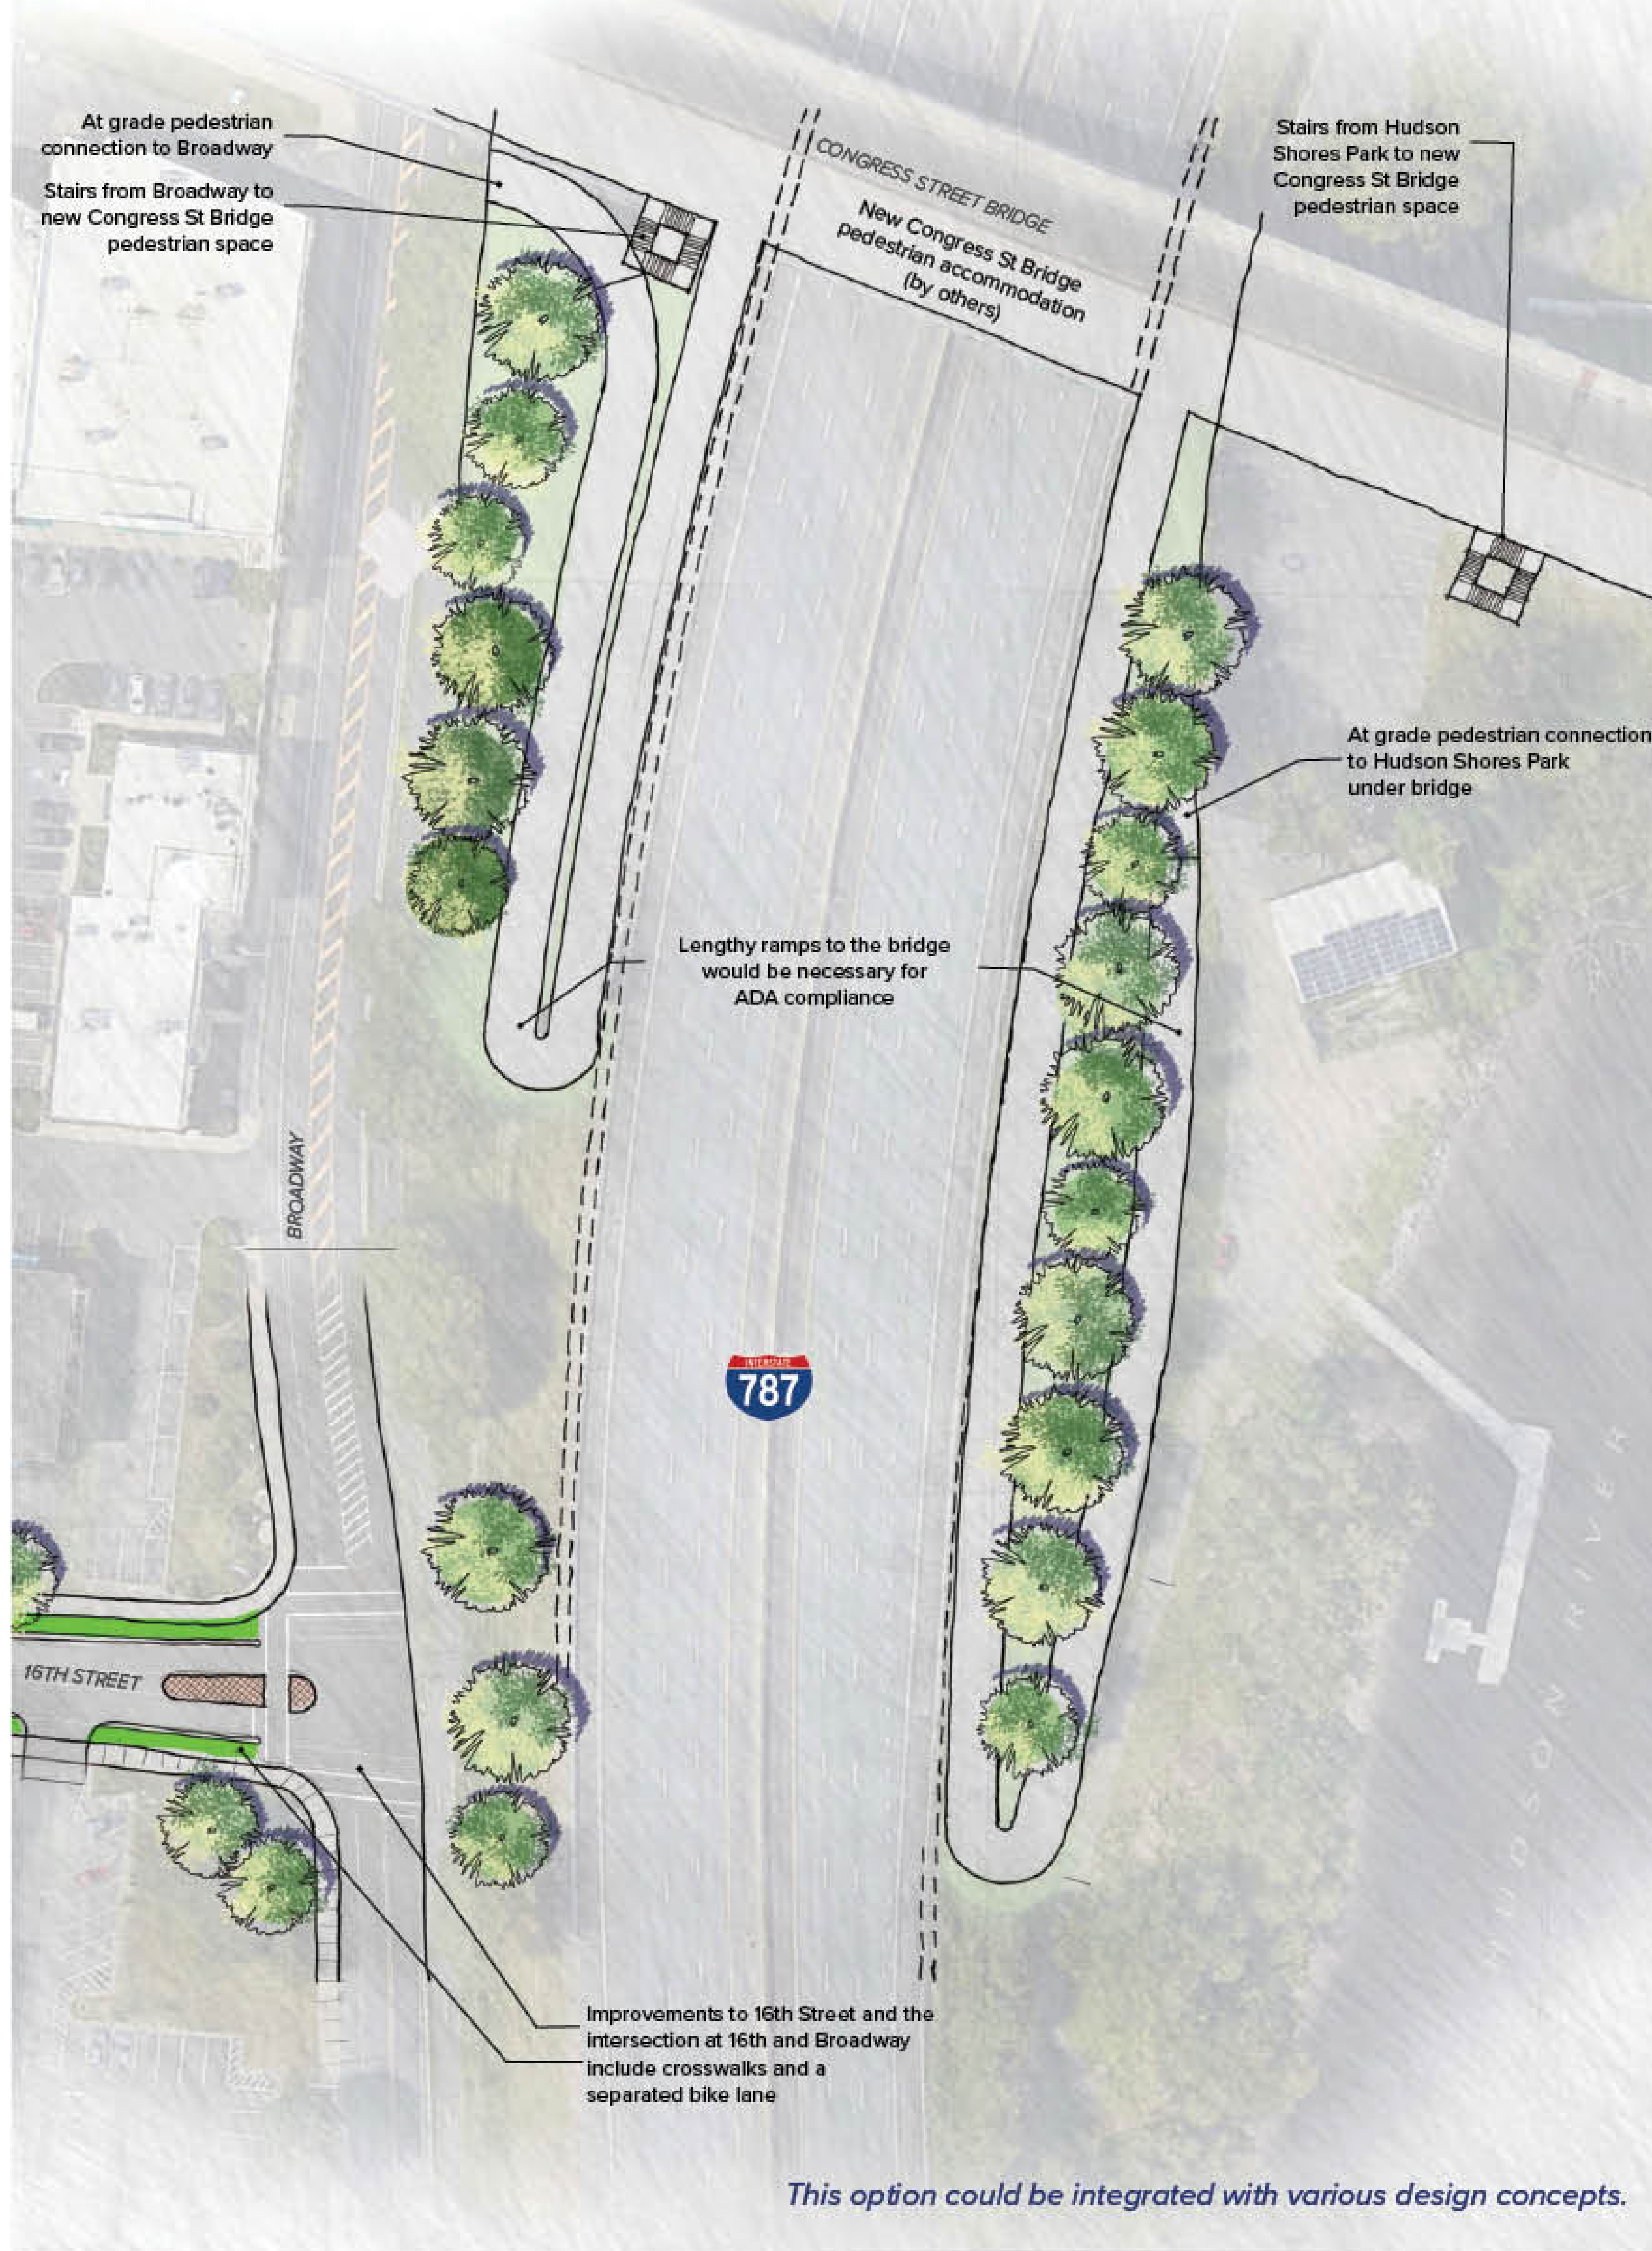 At grade pedestrian
connection to Broadway
Stairs from Broadway to
new Congress St Bridge
pedestrian space
CONGRESS STREET BRIDGE
New Congress St Bridge
pedestrian accommodation
(by others)
Stairs from Hudson
Shores Park to new
Congress St Bridge
pedestrian space
At grade pedestrian connection
to Hudson Shores Park
under bridge
Lengthy ramps to the bridge
would be necessary for
ADA compliance
BROADWAY
INTERSTATE
787
HUDSON RIVER
16TH STREET
Improvements to 16th Street and the
intersection at 16th and Broadway
include crosswalks and a
separated bike lane
This option could be integrated with various design concepts.